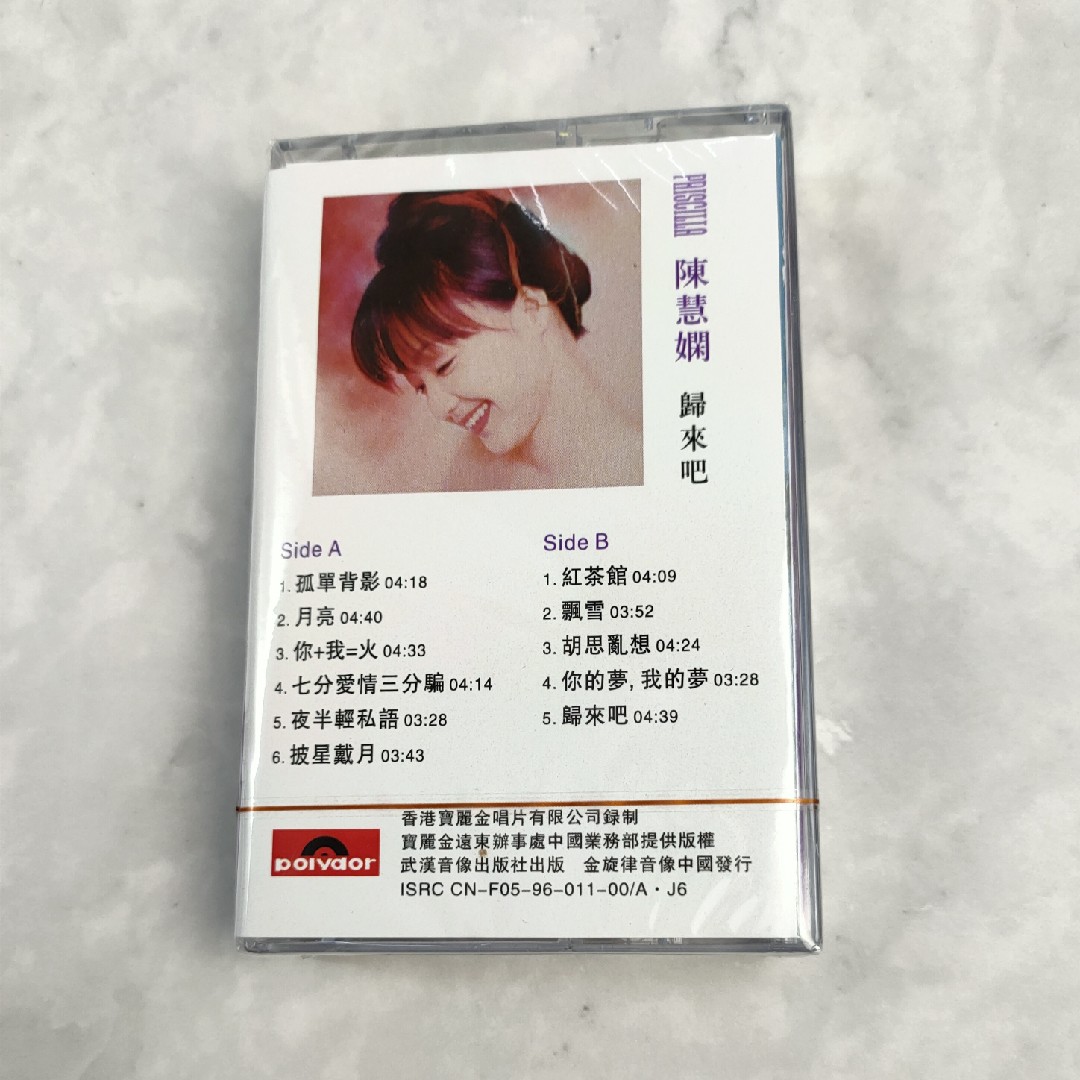 PRISCILLA
陳慧嫻
歸來吧
Side A
1. 孤單背影 04:18
2. 月亮 04:40
3. 你+我=火 04:33
4. 七分愛情三分騙 04:14
5. 夜半輕私語 03:28
6. 披星戴月 03:43
Side B
1. 紅茶館 04:09
2. 飄雪 03:52
3. 胡思亂想 04:24
4. 你的夢, 我的夢 03:28
5. 歸來吧 04:39
polydor
香港寶麗金唱片有限公司録制
寶麗金遠東辦事處中國業務部提供版權
武漢音像出版社出版 金旋律音像中國發行
ISRC CN-F05-96-011-00/A·J6